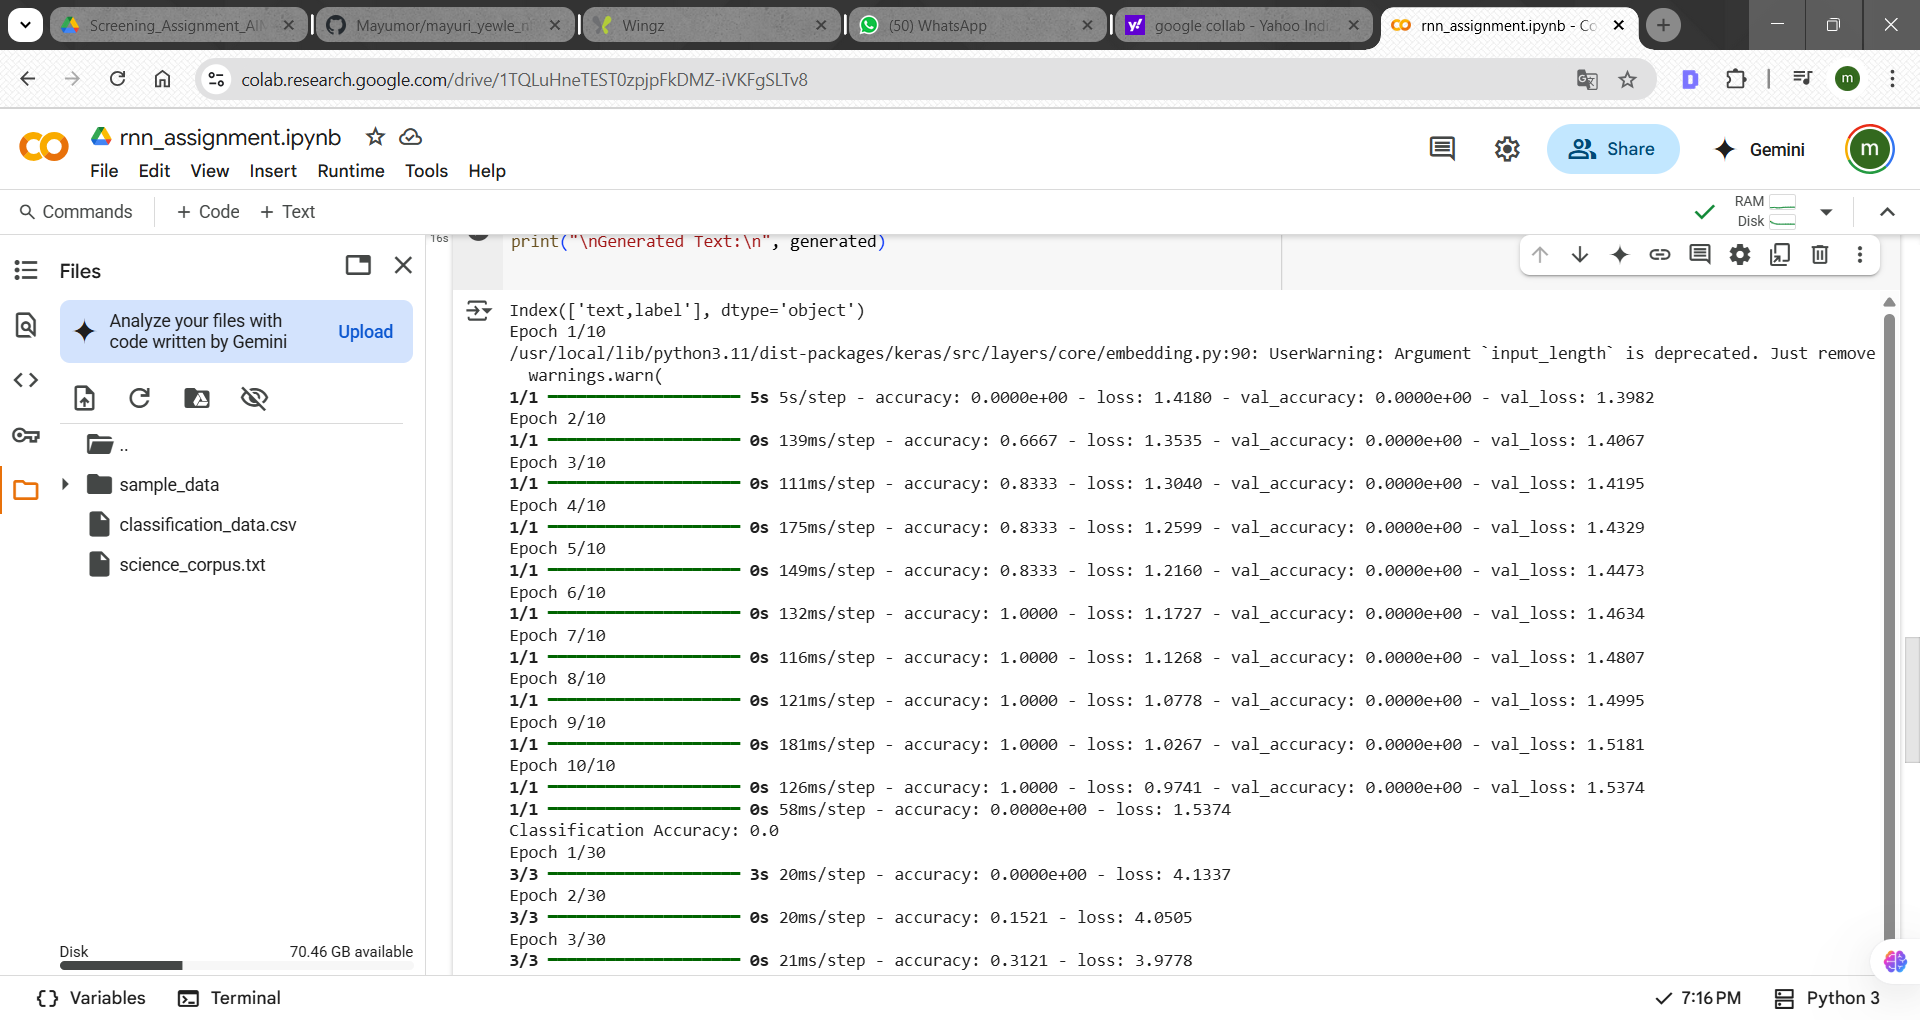 Screening_Assignment_AIM
Mayumor/mayuri_yewle_m
Wingz
(50) WhatsApp
google collab - Yahoo Indi
rnn_assignment.ipynb - Co
colab.research.google.com/drive/1TQLuHneTEST0zpjpFkDMZ-iVKFgSLTv8
m
rnn_assignment.ipynb
File Edit View Insert Runtime Tools Help
Share
Gemini
m
Commands + Code + Text
RAM
Disk
Files
Analyze your files with
code written by Gemini
Upload
..
sample_data
classification_data.csv
science_corpus.txt
Disk 70.46 GB available
16s
print("\nGenerated Text:\n", generated)
Index(['text,label'], dtype='object')
Epoch 1/10
/usr/local/lib/python3.11/dist-packages/keras/src/layers/core/embedding.py:90: UserWarning: Argument `input_length` is deprecated. Just remove
warnings.warn(
1/1 5s 5s/step - accuracy: 0.0000e+00 - loss: 1.4180 - val_accuracy: 0.0000e+00 - val_loss: 1.3982
Epoch 2/10
1/1 0s 139ms/step - accuracy: 0.6667 - loss: 1.3535 - val_accuracy: 0.0000e+00 - val_loss: 1.4067
Epoch 3/10
1/1 0s 111ms/step - accuracy: 0.8333 - loss: 1.3040 - val_accuracy: 0.0000e+00 - val_loss: 1.4195
Epoch 4/10
1/1 0s 175ms/step - accuracy: 0.8333 - loss: 1.2599 - val_accuracy: 0.0000e+00 - val_loss: 1.4329
Epoch 5/10
1/1 0s 149ms/step - accuracy: 0.8333 - loss: 1.2160 - val_accuracy: 0.0000e+00 - val_loss: 1.4473
Epoch 6/10
1/1 0s 132ms/step - accuracy: 1.0000 - loss: 1.1727 - val_accuracy: 0.0000e+00 - val_loss: 1.4634
Epoch 7/10
1/1 0s 116ms/step - accuracy: 1.0000 - loss: 1.1268 - val_accuracy: 0.0000e+00 - val_loss: 1.4807
Epoch 8/10
1/1 0s 121ms/step - accuracy: 1.0000 - loss: 1.0778 - val_accuracy: 0.0000e+00 - val_loss: 1.4995
Epoch 9/10
1/1 0s 181ms/step - accuracy: 1.0000 - loss: 1.0267 - val_accuracy: 0.0000e+00 - val_loss: 1.5181
Epoch 10/10
1/1 0s 126ms/step - accuracy: 1.0000 - loss: 0.9741 - val_accuracy: 0.0000e+00 - val_loss: 1.5374
1/1 0s 58ms/step - accuracy: 0.0000e+00 - loss: 1.5374
Classification Accuracy: 0.0
Epoch 1/30
3/3 3s 20ms/step - accuracy: 0.0000e+00 - loss: 4.1337
Epoch 2/30
3/3 0s 20ms/step - accuracy: 0.1521 - loss: 4.0505
Epoch 3/30
3/3 0s 21ms/step - accuracy: 0.3121 - loss: 3.9778
{} Variables Terminal
7:16 PM Python 3